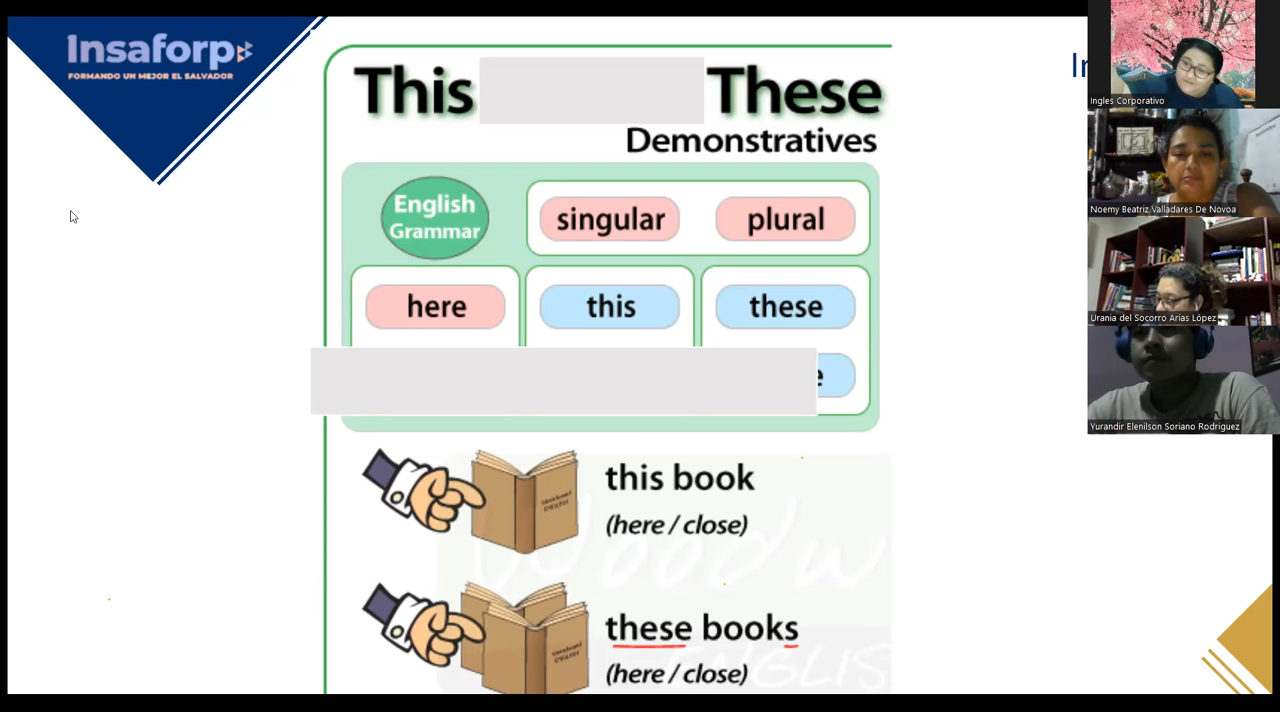 Insaforp
FORMANDO UN MEJOR EL SALVADOR
This These
Demonstratives
English
Grammar
singular plural
here this these
this book
(here / close)
these books
(here / close)
Ingles Corporativo
Noemy Beatriz Valladares De Novoa
Urania del Socorro Arias López
Yurandir Elenilson Soriano Rodriguez